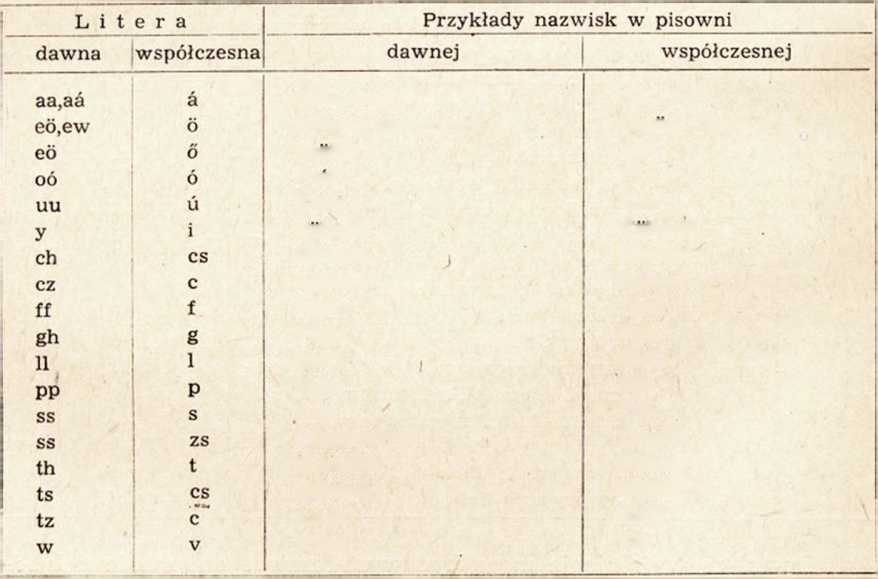 Litera Przykłady nazwisk w pisowni
dawna współczesna dawnej współczesnej
aa,aá á
eö,ew ö
eö ő
oó ó
uu ú
y i
ch cs
cz c
ff f
gh g
ll l
pp p
ss s
ss zs
th t
ts cs
tz c
w v